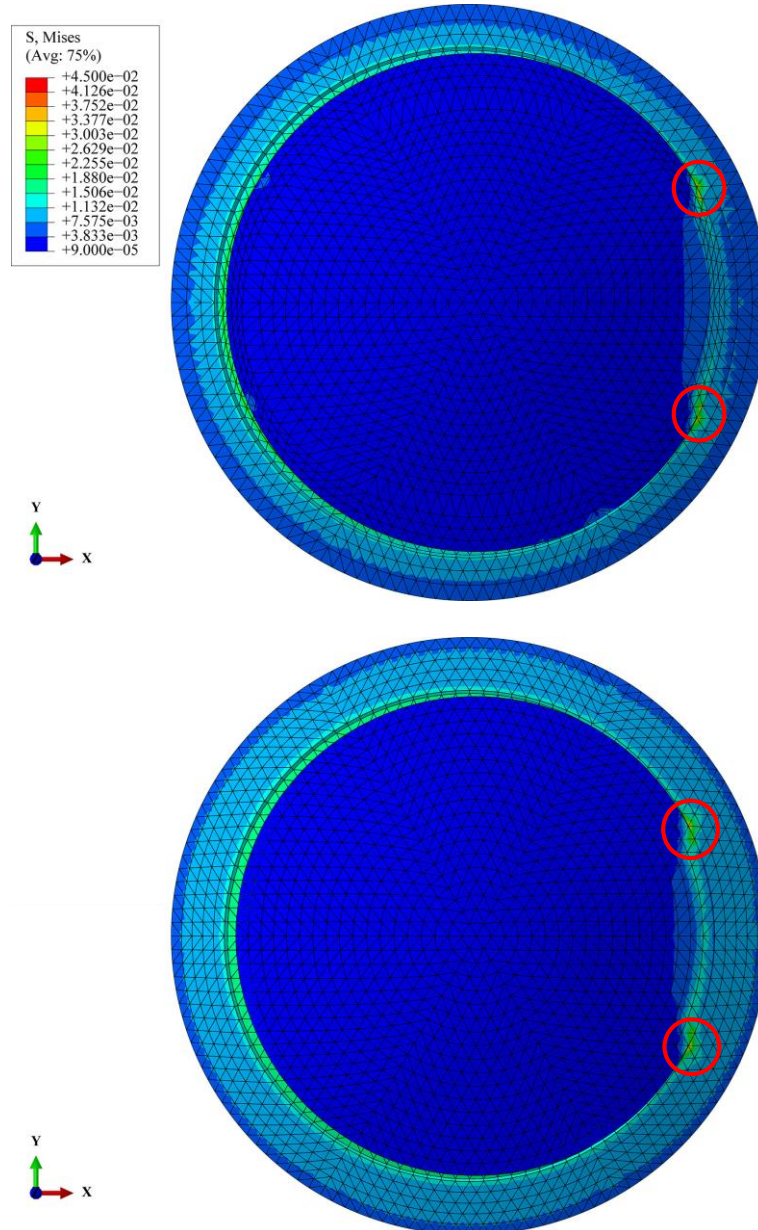 S, Mises
(Avg: 75%)
+4.500e−02
+4.126e−02
+3.752e−02
+3.377e−02
+3.003e−02
+2.629e−02
+2.255e−02
+1.880e−02
+1.506e−02
+1.132e−02
+7.575e−03
+3.833e−03
+9.000e−05
Y
X
Y
X